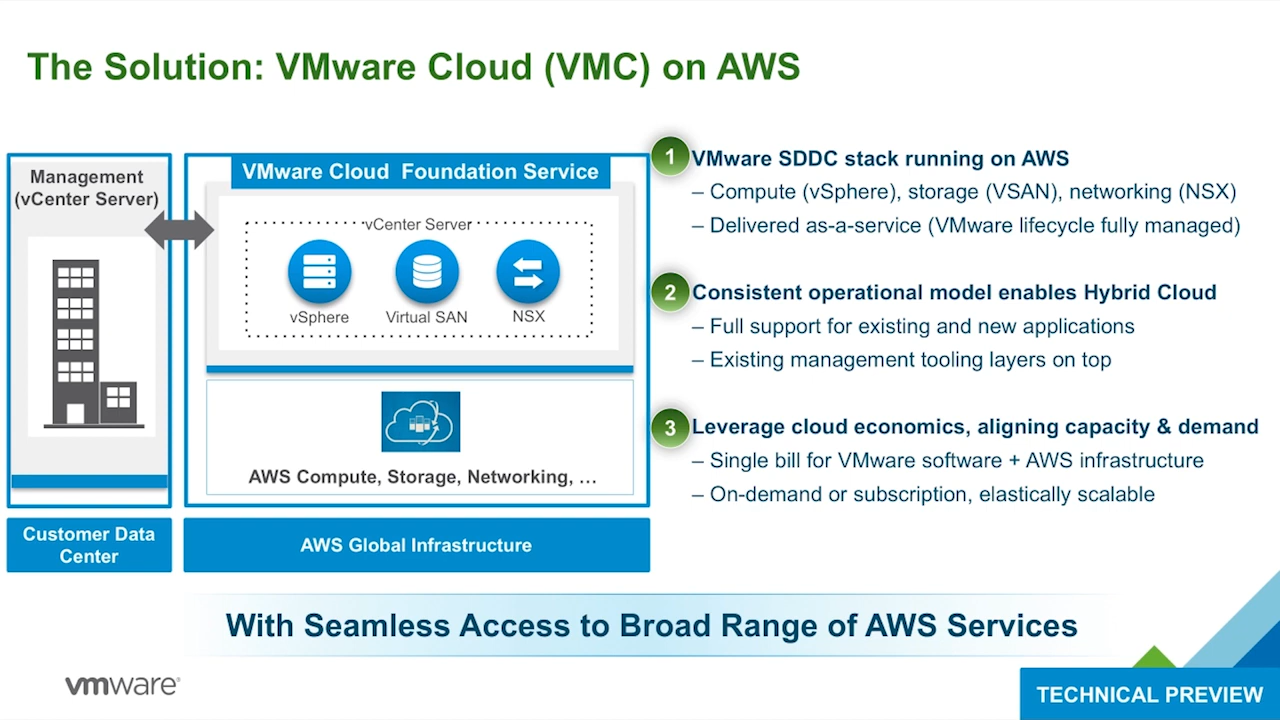 The Solution: VMware Cloud (VMC) on AWS
Management
(vCenter Server)
VMware Cloud Foundation Service
vCenter Server
vSphere
Virtual SAN
NSX
AWS Compute, Storage, Networking, …
Customer Data
Center
AWS Global Infrastructure
1 VMware SDDC stack running on AWS
– Compute (vSphere), storage (VSAN), networking (NSX)
– Delivered as-a-service (VMware lifecycle fully managed)
2 Consistent operational model enables Hybrid Cloud
– Full support for existing and new applications
– Existing management tooling layers on top
3 Leverage cloud economics, aligning capacity & demand
– Single bill for VMware software + AWS infrastructure
– On-demand or subscription, elastically scalable
With Seamless Access to Broad Range of AWS Services
vmware®
TECHNICAL PREVIEW